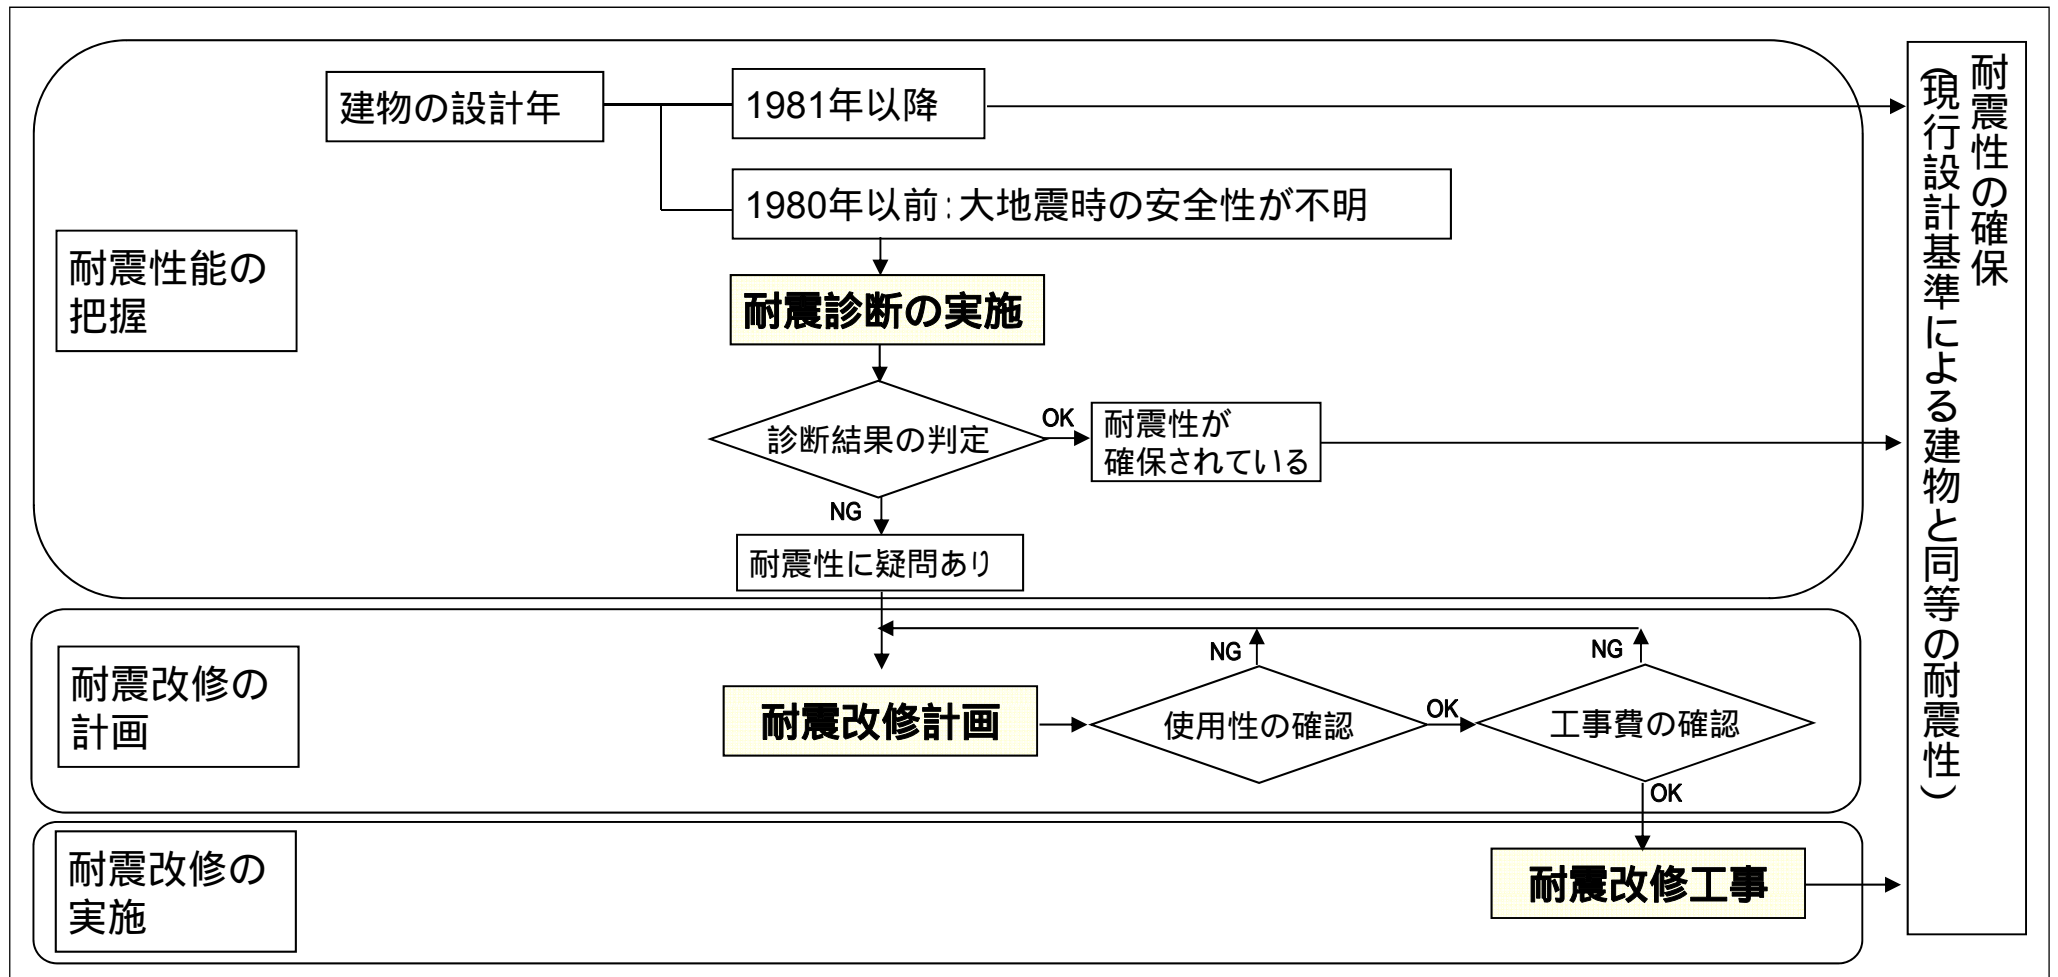 建物の設計年
1981年以降
1980年以前:大地震時の安全性が不明
耐震性能の
把握
耐震診断の実施
診断結果の判定
OK
耐震性が
確保されている
NG
耐震性に疑問あり
耐震改修の
計画
耐震改修計画
NG
使用性の確認
OK
NG
工事費の確認
OK
耐震改修の
実施
耐震改修工事
耐震性の確保
(現行設計基準による建物と同等の耐震性)